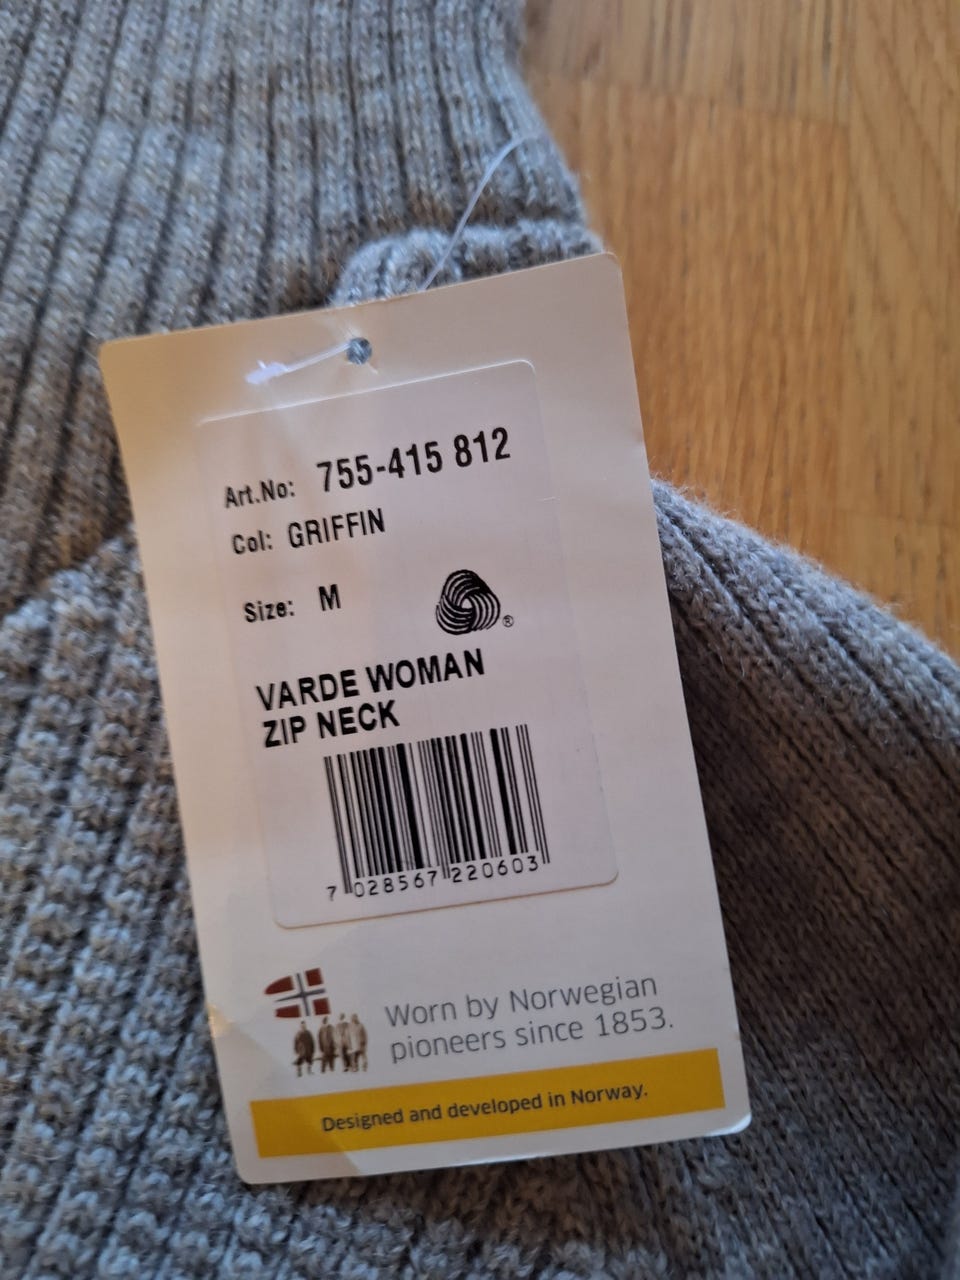 Art.No: 755-415 812
Col: GRIFFIN
Size: M
®
VARDE WOMAN
ZIP NECK
7 028567 220603
Worn by Norwegian
pioneers since 1853.
Designed and developed in Norway.